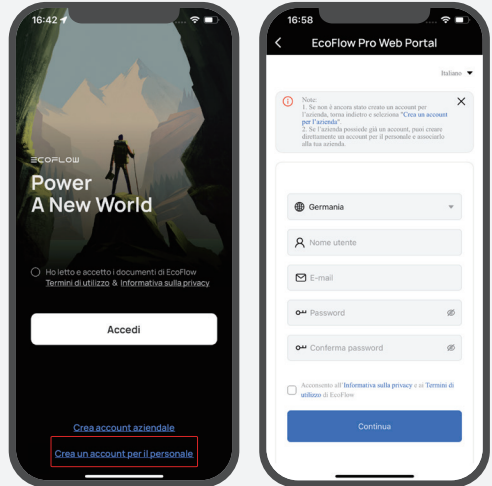 16:42
ECOFLOW
Power
A New World
Ho letto e accetto i documenti di EcoFlow
Termini di utilizzo & Informativa sulla privacy
Accedi
Crea account aziendale
Crea un account per il personale
16:58
EcoFlow Pro Web Portal
Italiano
Note:
1. Se non è ancora stato creato un account per
l'azienda, torna indietro e seleziona "Crea un account
per l'azienda".
2. Se l'azienda possiede già un account, puoi creare
direttamente un account per il personale e associarlo
alla tua azienda.
Germania
Nome utente
E-mail
Password
Conferma password
Acconsento all'Informativa sulla privacy e ai Termini di
utilizzo di EcoFlow
Continua